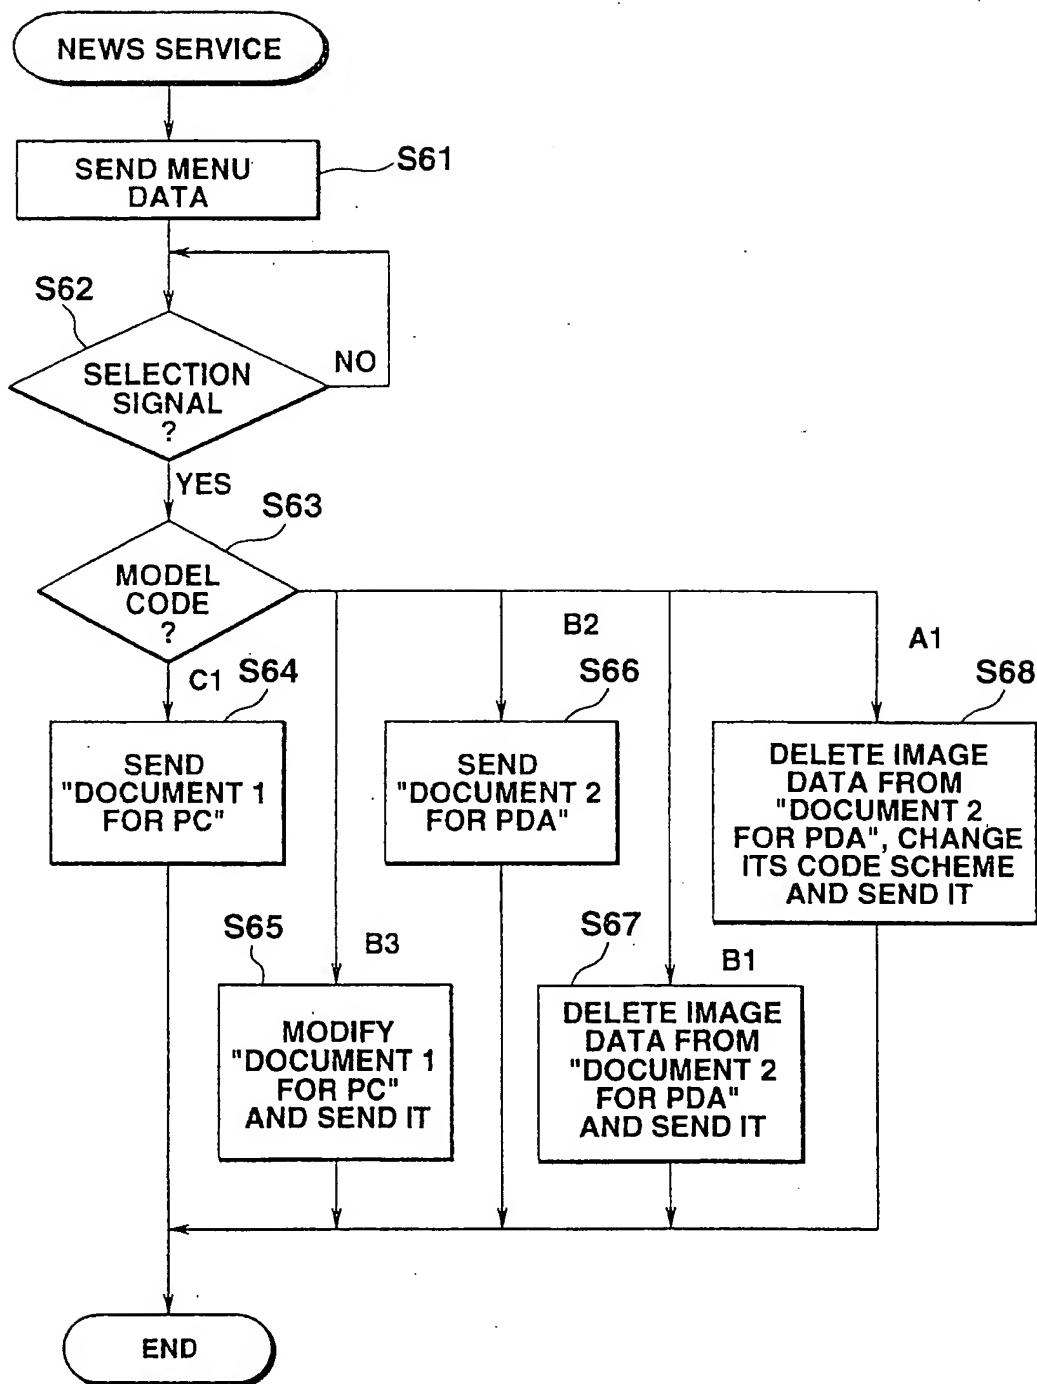 NEWS SERVICE
SEND MENU
DATA
S61
S62
SELECTION
SIGNAL
?
NO
YES
S63
MODEL
CODE
?
C1
S64
B2
S66
A1
S68
SEND
"DOCUMENT 1
FOR PC"
SEND
"DOCUMENT 2
FOR PDA"
DELETE IMAGE
DATA FROM
"DOCUMENT 2
FOR PDA", CHANGE
ITS CODE SCHEME
AND SEND IT
S65
B3
S67
B1
MODIFY
"DOCUMENT 1
FOR PC"
AND SEND IT
DELETE IMAGE
DATA FROM
"DOCUMENT 2
FOR PDA"
AND SEND IT
END